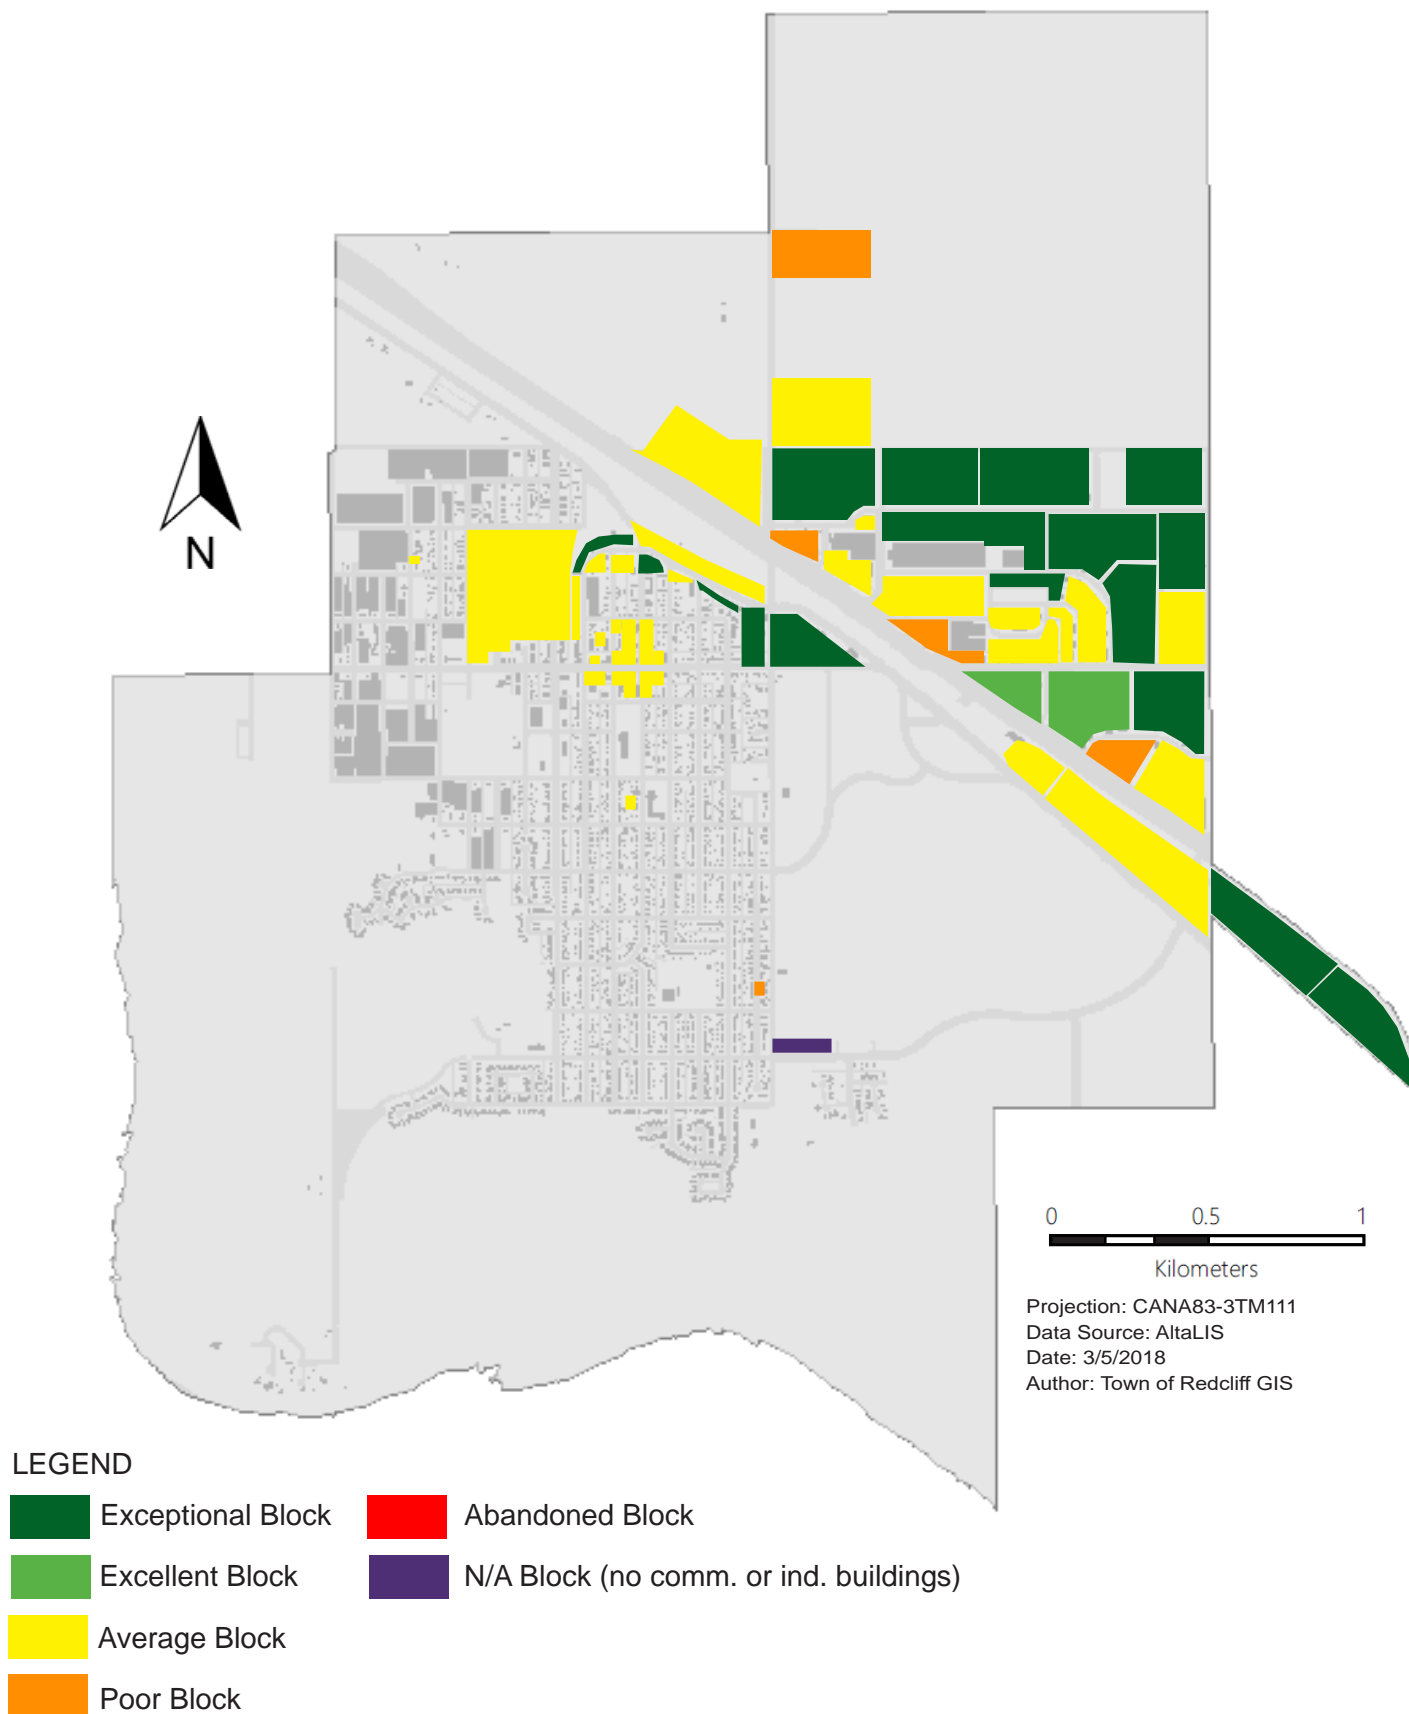 N
0 0.5 1
Kilometers
Projection: CANA83-3TM111
Data Source: AltaLIS
Date: 3/5/2018
Author: Town of Redcliff GIS
LEGEND
Exceptional Block
Abandoned Block
Excellent Block
N/A Block (no comm. or ind. buildings)
Average Block
Poor Block